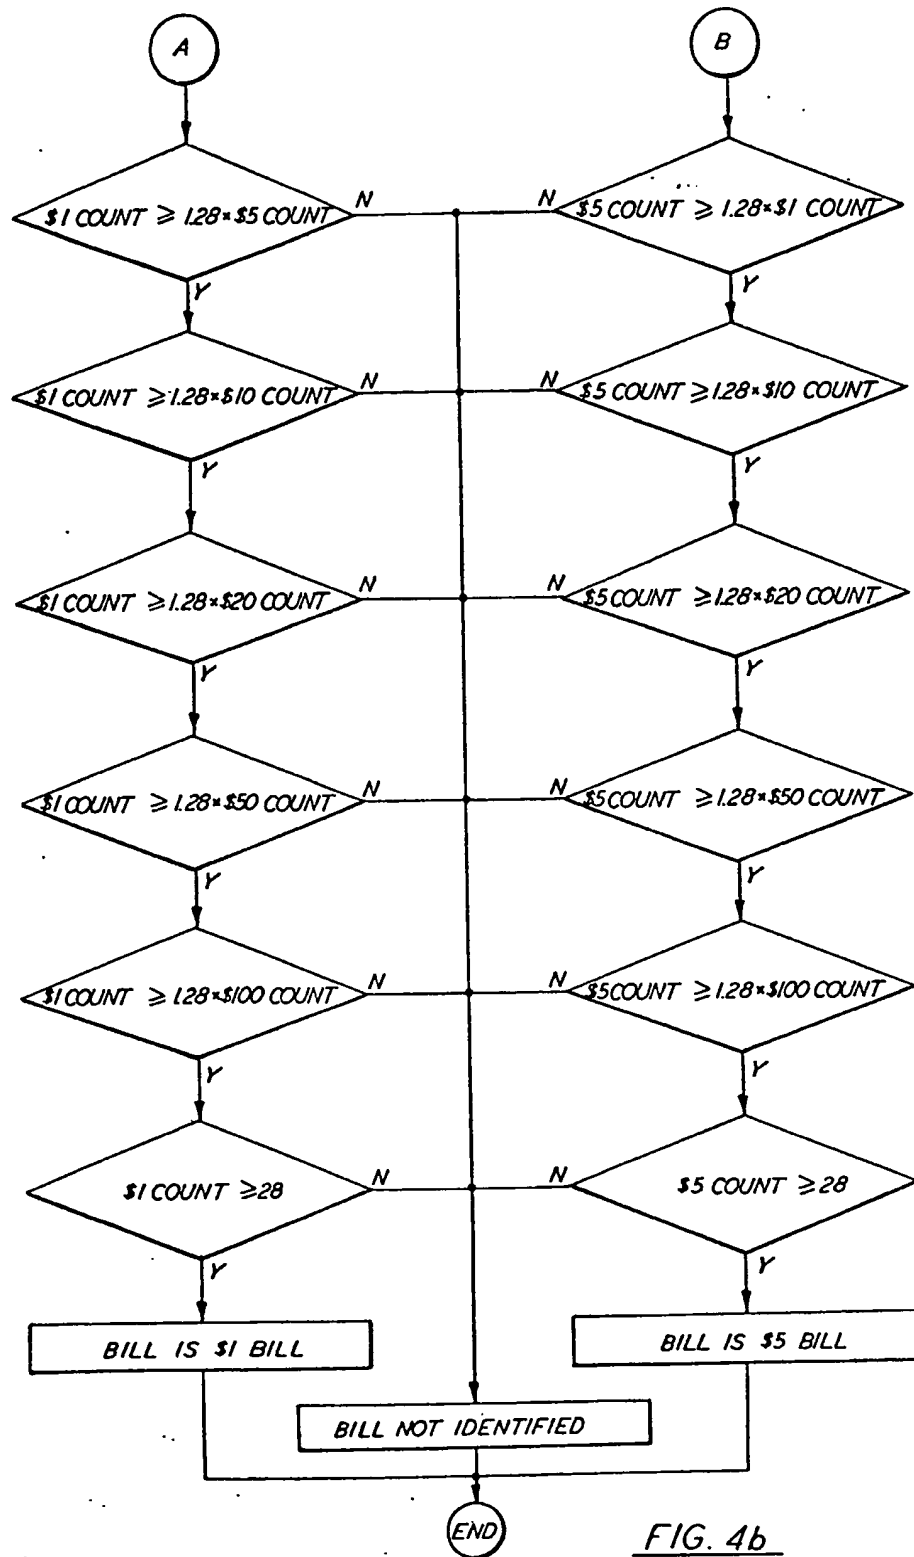 A
$1 COUNT ≥ 1.28×$5 COUNT
N
Y
$1 COUNT ≥ 1.28×$10 COUNT
N
Y
$1 COUNT ≥ 1.28×$20 COUNT
N
Y
$1 COUNT ≥ 1.28×$50 COUNT
N
Y
$1 COUNT ≥ 1.28×$100 COUNT
N
Y
$1 COUNT ≥28
N
Y
BILL IS $1 BILL
B
N
$5 COUNT ≥ 1.28×$1 COUNT
Y
N
$5 COUNT ≥ 1.28×$10 COUNT
Y
N
$5 COUNT ≥ 1.28×$20 COUNT
Y
N
$5 COUNT ≥ 1.28×$50 COUNT
Y
N
$5 COUNT ≥ 1.28×$100 COUNT
Y
N
$5 COUNT ≥28
Y
BILL IS $5 BILL
BILL NOT IDENTIFIED
END
FIG. 4b